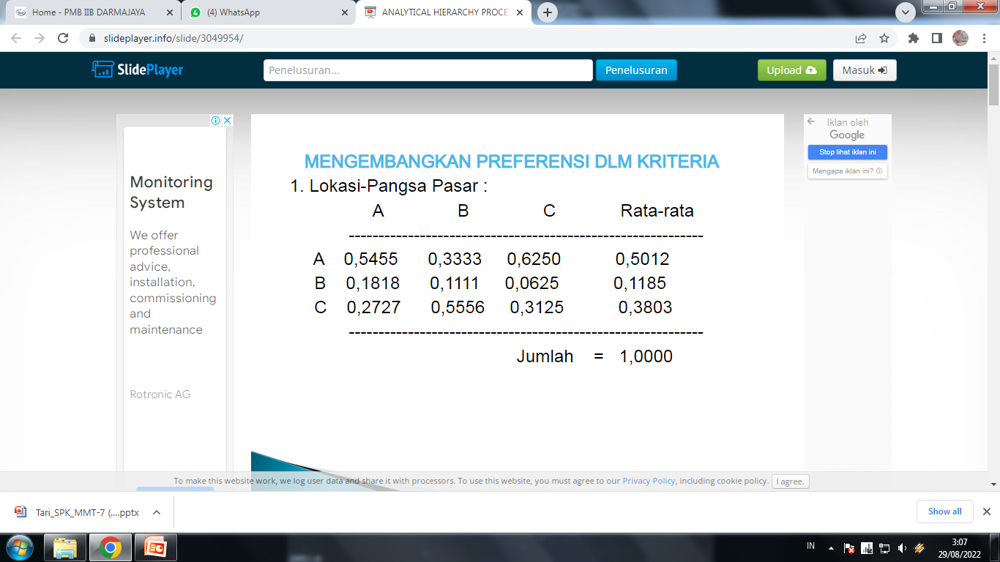 Home - PMB IIB DARMAJAYA
(4) WhatsApp
ANALYTICAL HIERARCHY PROCES
slideplayer.info/slide/3049954/
SlidePlayer
Penelusuran...
Penelusuran
Upload
Masuk
Monitoring
System
We offer
professional
advice,
installation,
commissioning
and
maintenance
Rotronic AG
MENGEMBANGKAN PREFERENSI DLM KRITERIA
1. Lokasi-Pangsa Pasar :
A B C Rata-rata
------------------------------------------------------------
A 0,5455 0,3333 0,6250 0,5012
B 0,1818 0,1111 0,0625 0,1185
C 0,2727 0,5556 0,3125 0,3803
------------------------------------------------------------
Jumlah = 1,0000
Iklan oleh
Google
Stop lihat iklan ini
Mengapa iklan ini?
To make this website work, we log user data and share it with processors. To use this website, you must agree to our Privacy Policy, including cookie policy. I agree.
Tari_SPK_MMT-7 (....pptx
Show all
IN
3:07
29/08/2022